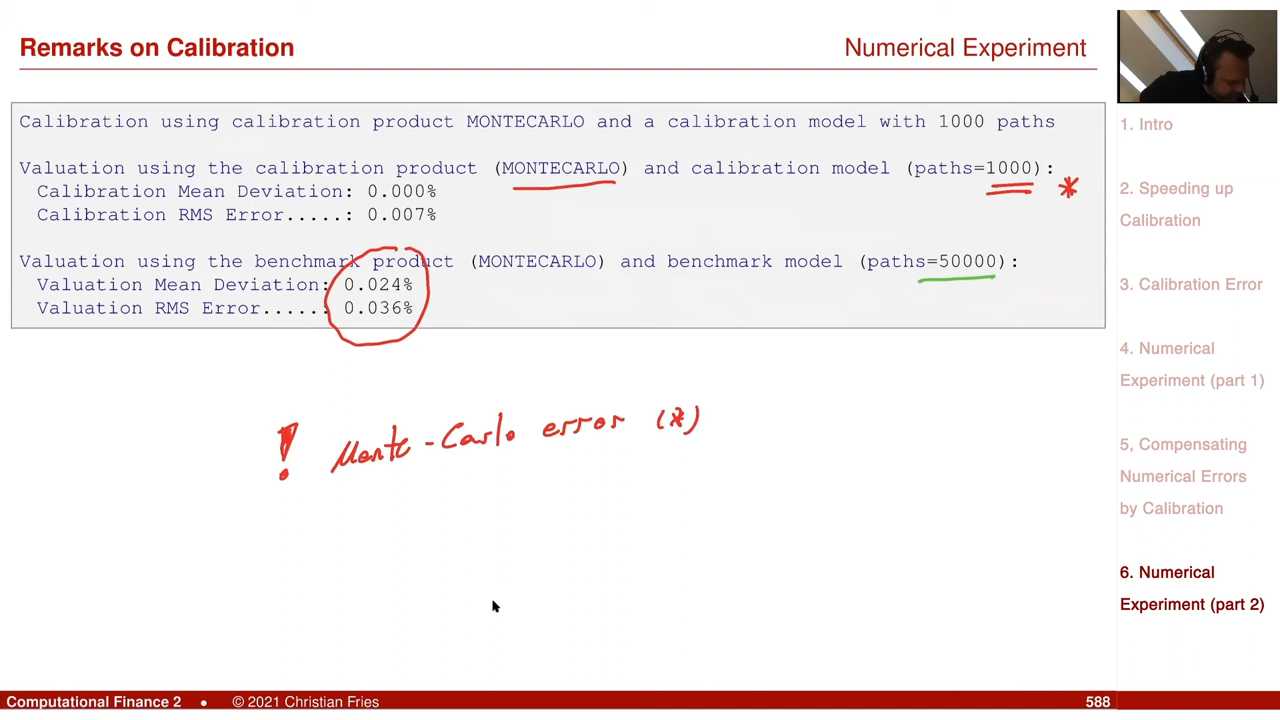 Remarks on Calibration
Numerical Experiment
Calibration using calibration product MONTECARLO and a calibration model with 1000 paths
Valuation using the calibration product (MONTECARLO) and calibration model (paths=1000): *
Calibration Mean Deviation: 0.000%
Calibration RMS Error.....: 0.007%
Valuation using the benchmark product (MONTECARLO) and benchmark model (paths=50000):
Valuation Mean Deviation: 0.024%
Valuation RMS Error.....: 0.036%
! Monte-Carlo error (*)
1. Intro
2. Speeding up
Calibration
3. Calibration Error
4. Numerical
Experiment (part 1)
5, Compensating
Numerical Errors
by Calibration
6. Numerical
Experiment (part 2)
Computational Finance 2 • © 2021 Christian Fries 588